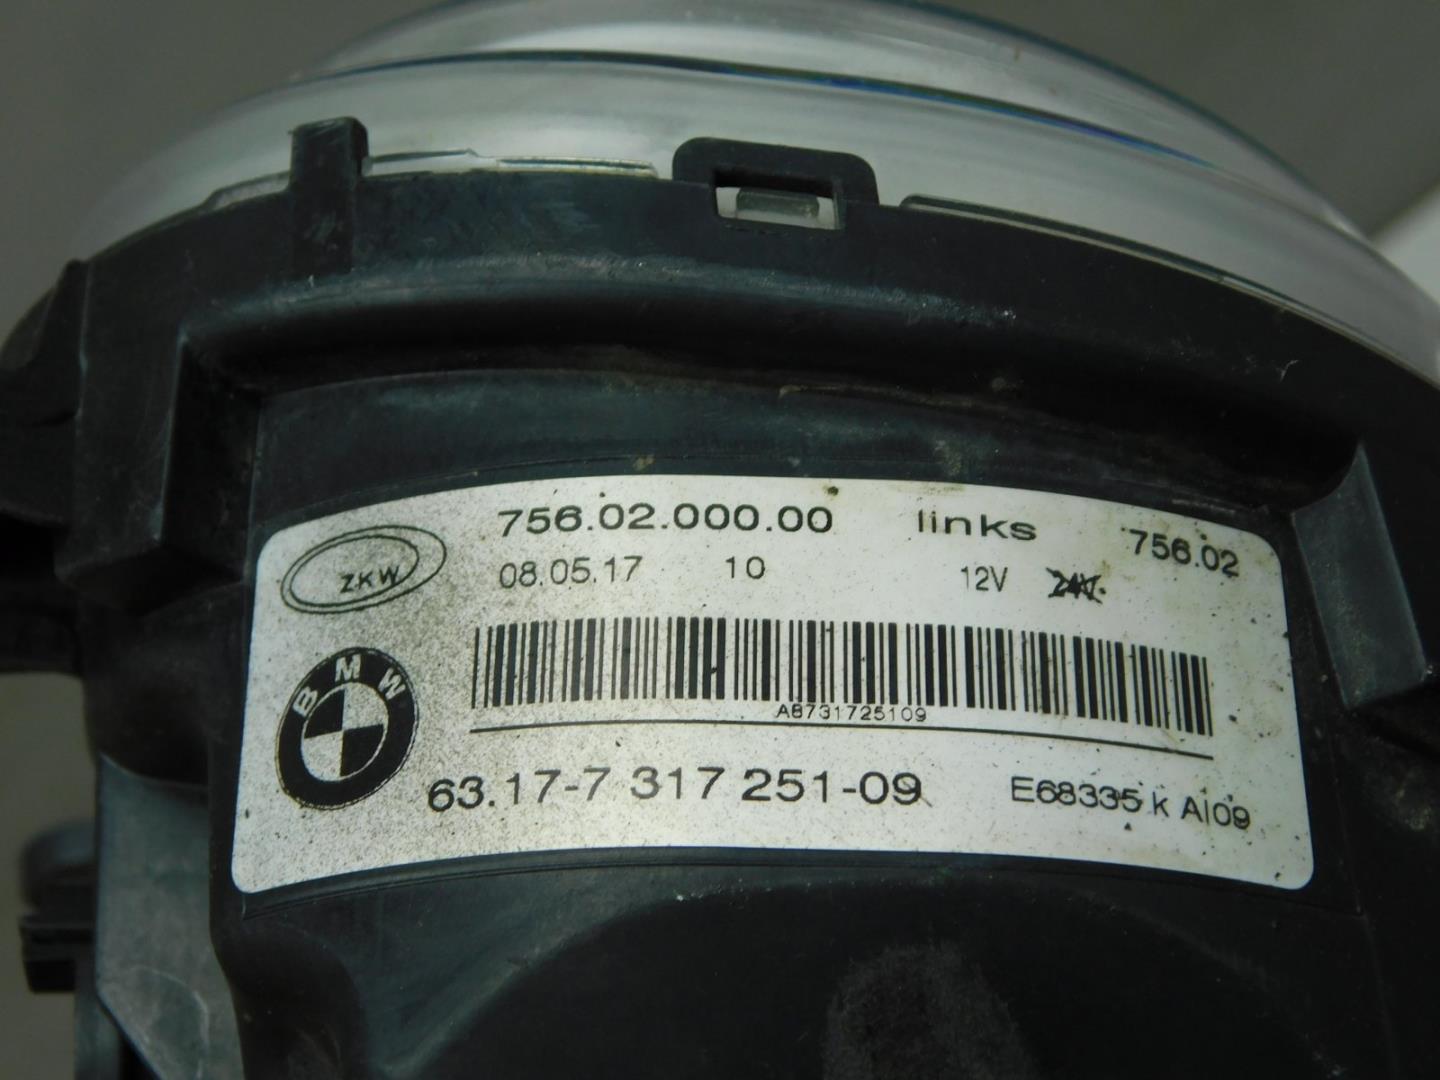 756.02.000.00 links 756.02
ZKW 08.05.17 10 12V 24V
BMW
A8731725109
63.17-7 317 251-09 E68335 K AI09